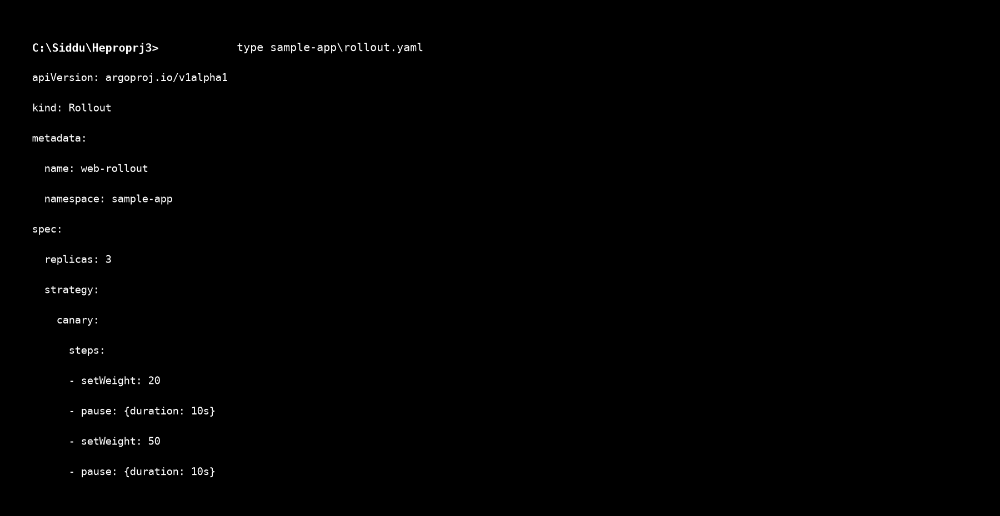 C:\Siddu\Heproprj3> type sample-app\rollout.yaml
apiVersion: argoproj.io/v1alpha1
kind: Rollout
metadata:
  name: web-rollout
  namespace: sample-app
spec:
  replicas: 3
  strategy:
    canary:
      steps:
      - setWeight: 20
      - pause: {duration: 10s}
      - setWeight: 50
      - pause: {duration: 10s}